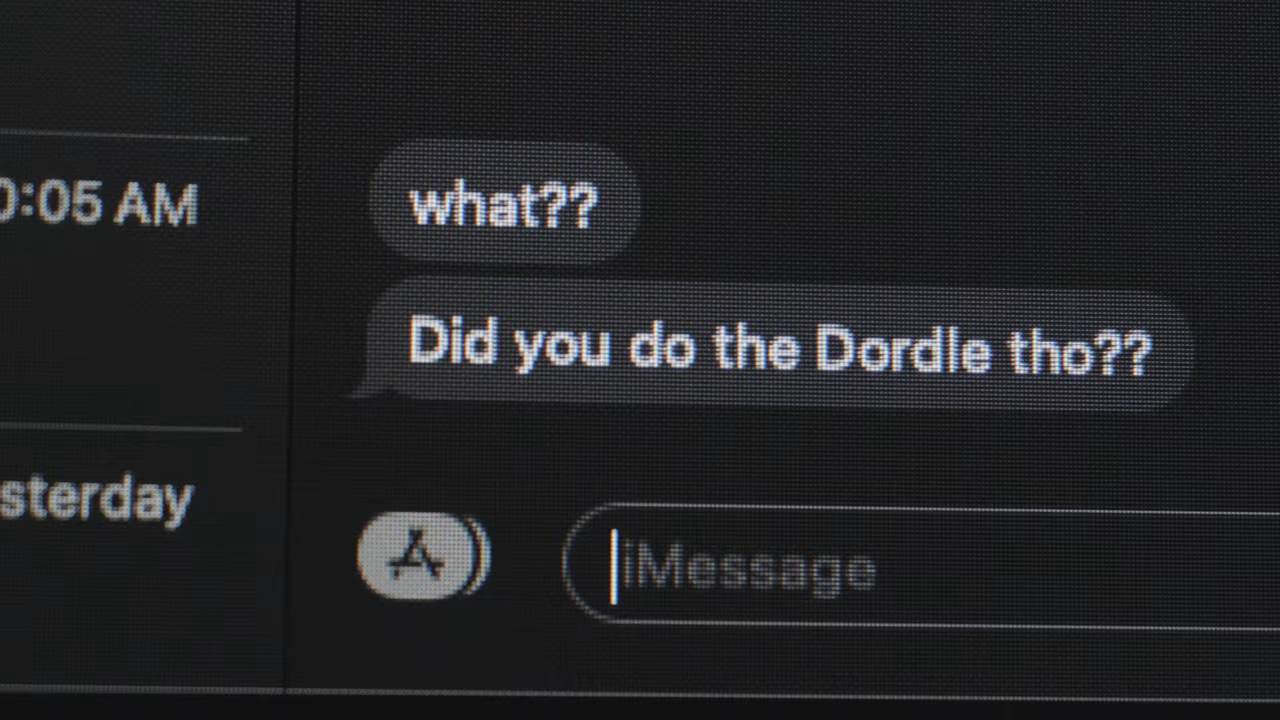 0:05 AM
what??
Did you do the Dordle tho??
sterday
iMessage